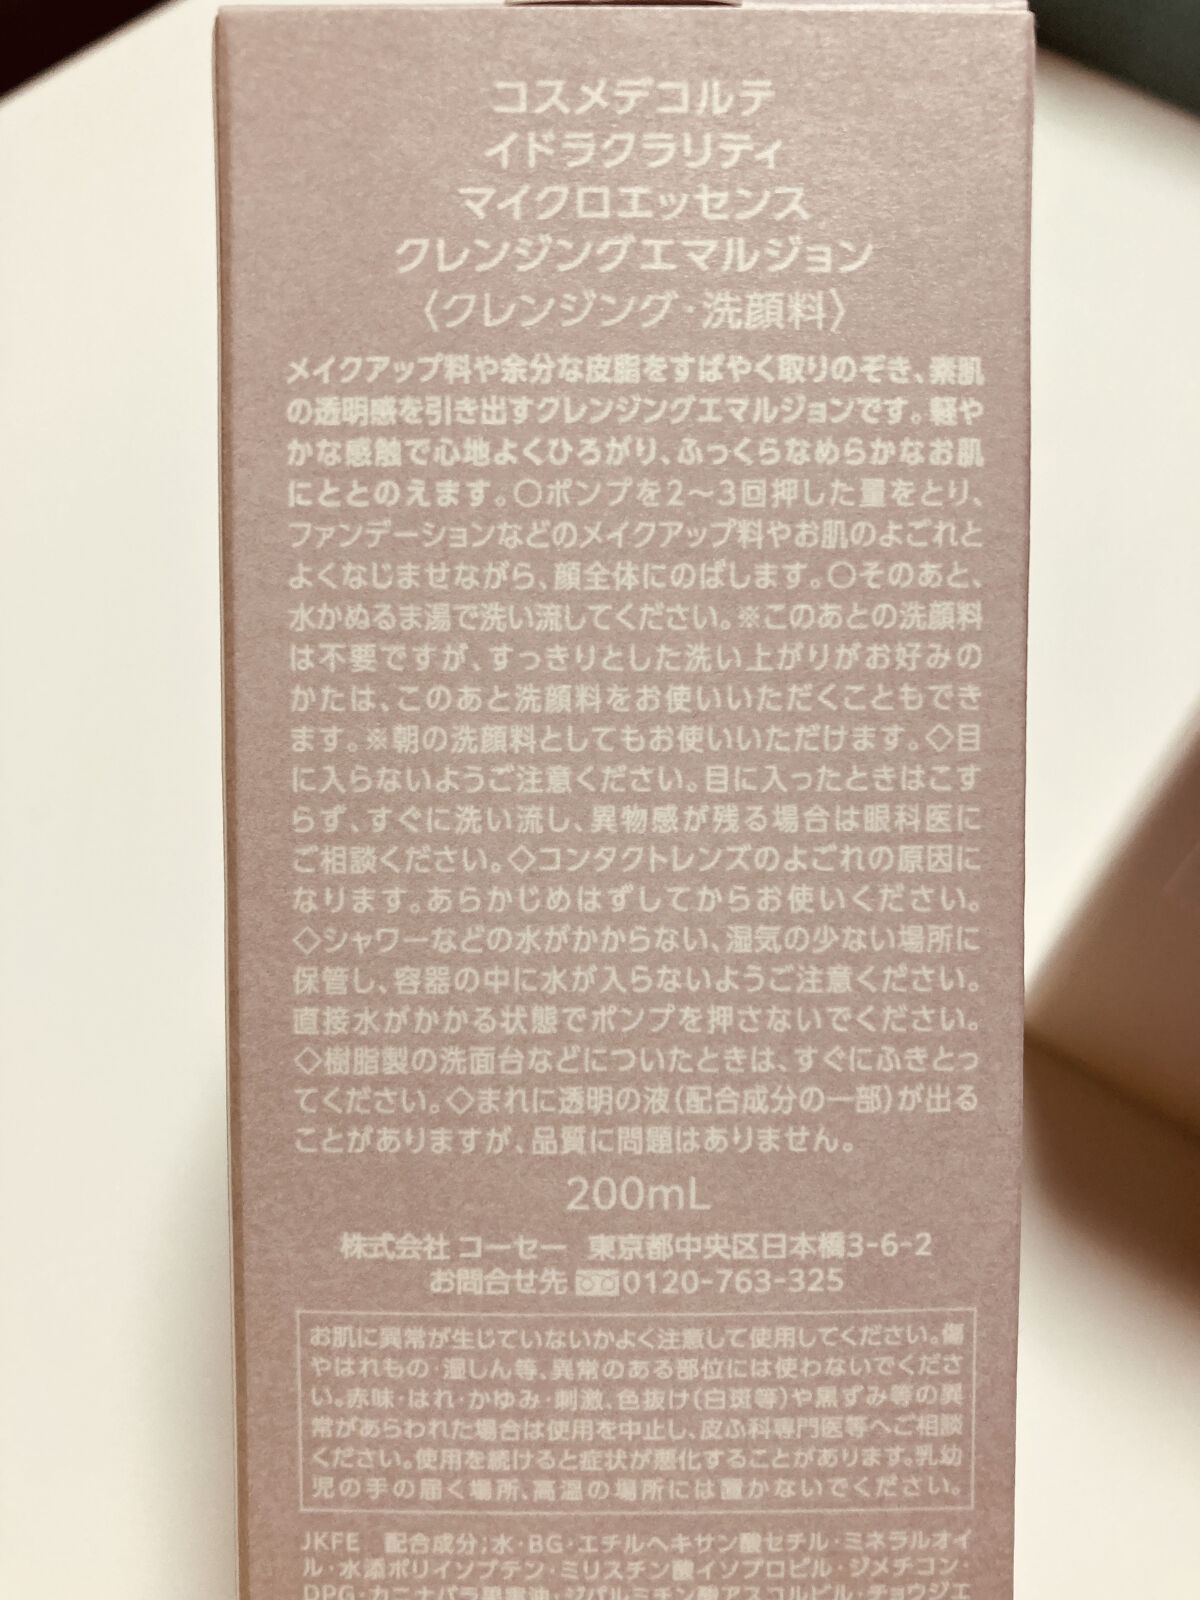 コスメデコルテ
イドラクラリティ
マイクロエッセンス
クレンジングエマルジョン
〈クレンジング・洗顔料〉
メイクアップ料や余分な皮脂をすばやく取りのぞき、素肌
の透明感を引き出すクレンジングエマルジョンです。軽や
かな感触で心地よくひろがり、ふっくらなめらかなお肌
にととのえます。〇ポンプを2〜3回押した量をとり、
ファンデーションなどのメイクアップ料やお肌のよごれと
よくなじませながら、顔全体にのばします。〇そのあと、
水かぬるま湯で洗い流してください。※このあとの洗顔料
は不要ですが、すっきりとした洗い上がりがお好みの
かたは、このあと洗顔料をお使いいただくこともでき
ます。※朝の洗顔料としてもお使いいただけます。◇目
に入らないようご注意ください。目に入ったときはこす
らず、すぐに洗い流し、異物感が残る場合は眼科医に
ご相談ください。◇コンタクトレンズのよごれの原因に
なります。あらかじめはずしてからお使いください。
◇シャワーなどの水がかからない、湿気の少ない場所に
保管し、容器の中に水が入らないようご注意ください。
直接水がかかる状態でポンプを押さないでください。
◇樹脂製の洗面台などについたときは、すぐにふきとっ
てください。◇まれに透明の液(配合成分の一部)が出る
ことがありますが、品質に問題はありません。
200mL
株式会社 コーセー 東京都中央区日本橋3-6-2
お問合せ先 0120-763-325
お肌に異常が生じていないかよく注意して使用してください。傷
やはれもの・湿しん等、異常のある部位には使わないでくださ
い。赤味・はれ・かゆみ・刺激、色抜け(白斑等)や黒ずみ等の異
常があらわれた場合は使用を中止し、皮ふ科専門医等へご相談
ください。使用を続けると症状が悪化することがあります。乳幼
児の手の届く場所、高温の場所には置かないでください。
JKFE 配合成分;水・BG・エチルヘキサン酸セチル・ミネラルオイ
ル・水添ポリイソブテン・ミリスチン酸イソプロピル・ジメチコン・
DPG・カニナバラ果実油・ジパルミチン酸アスコルビル・チョウジエ